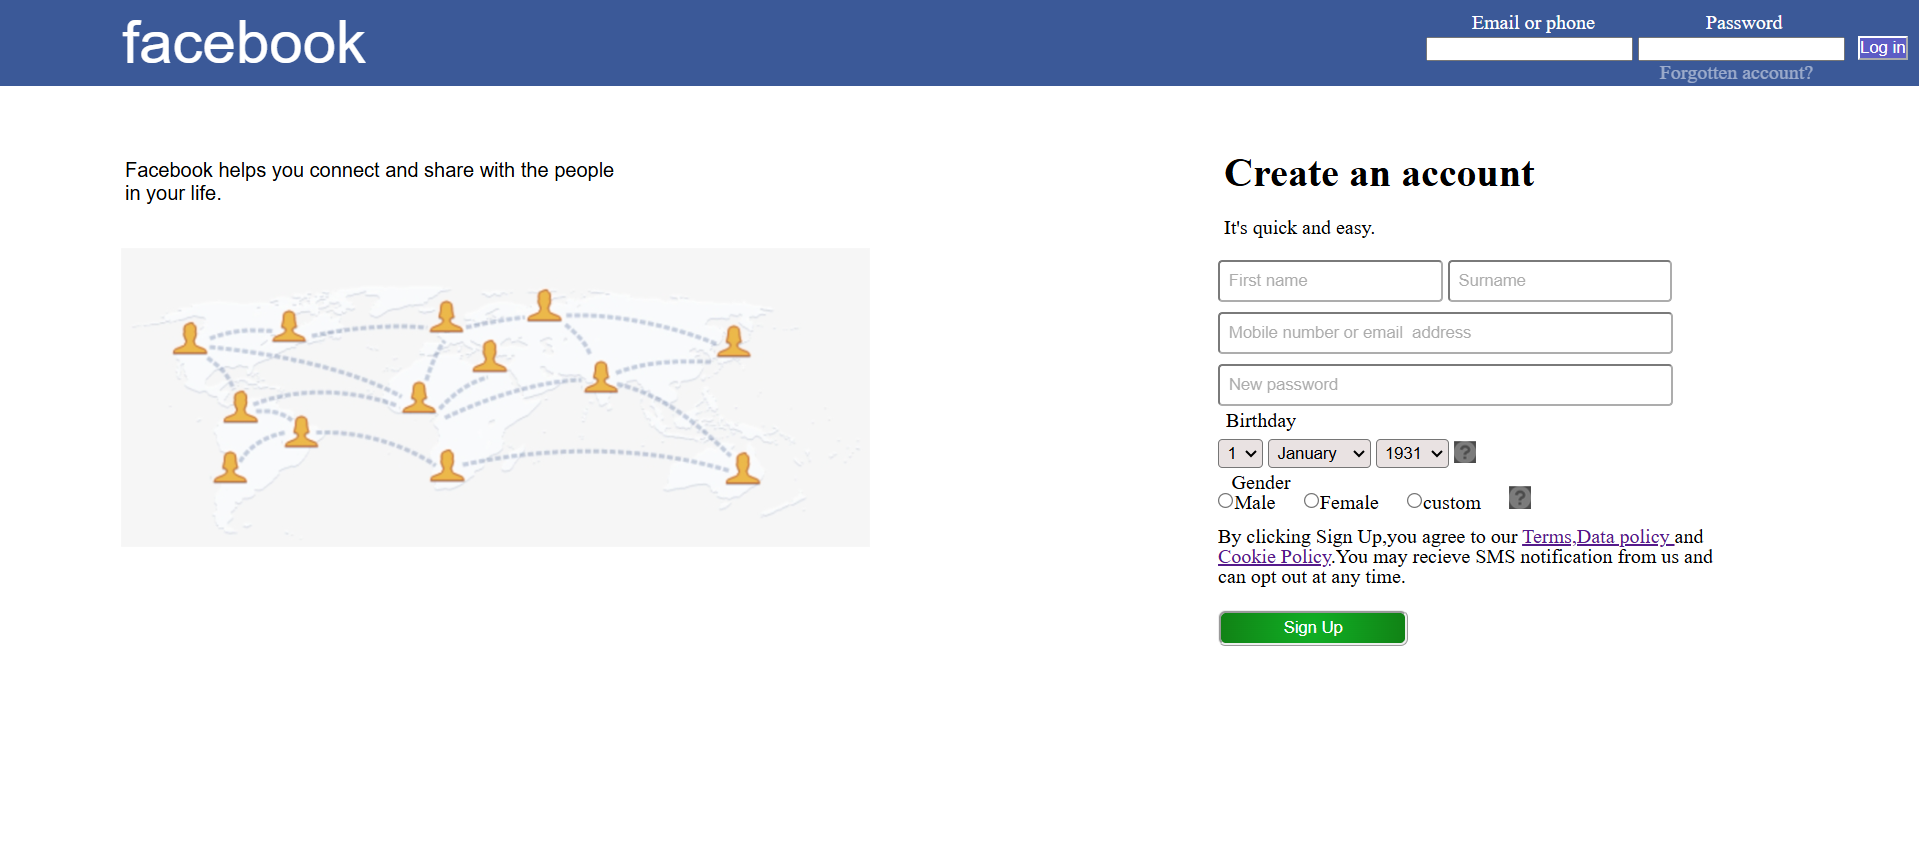 facebook
Email or phone
Password
Log in
Forgotten account?
Facebook helps you connect and share with the people
in your life.
Create an account
It's quick and easy.
First name
Surname
Mobile number or email  address
New password
Birthday
1 January 1931 ?
Gender
Male Female custom ?
By clicking Sign Up,you agree to our Terms,Data policy and
Cookie Policy.You may recieve SMS notification from us and
can opt out at any time.
Sign Up